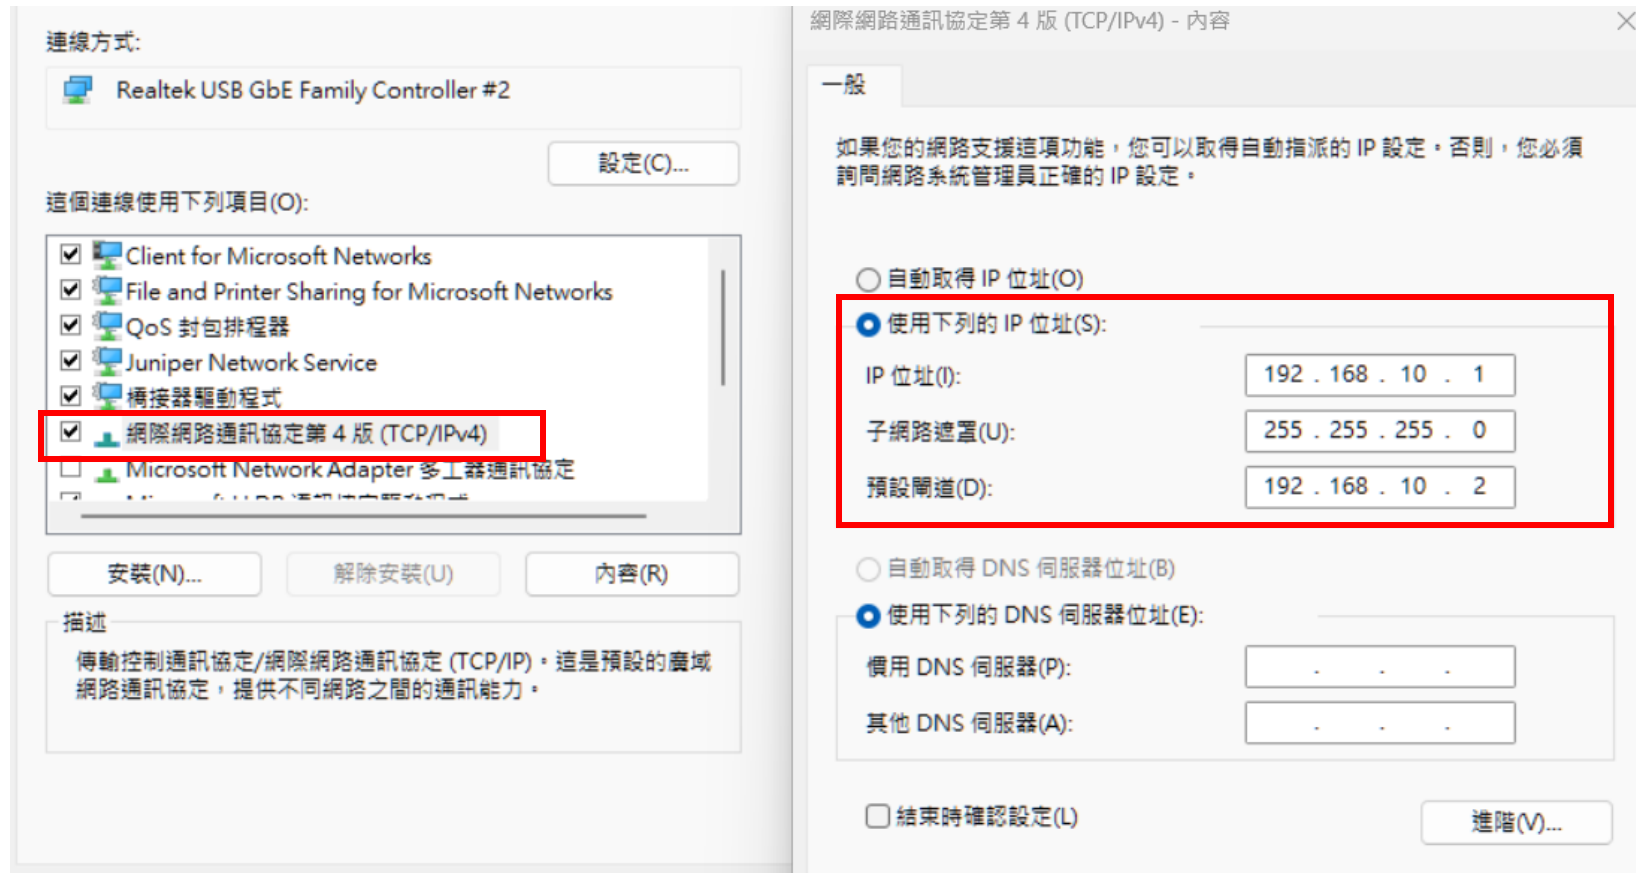 連線方式:
Realtek USB GbE Family Controller #2
設定(C)...
這個連線使用下列項目(O):
Client for Microsoft Networks
File and Printer Sharing for Microsoft Networks
QoS 封包排程器
Juniper Network Service
橋接器驅動程式
網際網路通訊協定第 4 版 (TCP/IPv4)
Microsoft Network Adapter 多工器通訊協定
安裝(N)...
解除安裝(U)
內容(R)
描述
傳輸控制通訊協定/網際網路通訊協定 (TCP/IP)。這是預設的廣域
網路通訊協定,提供不同網路之間的通訊能力。
網際網路通訊協定第 4 版 (TCP/IPv4) - 內容
一般
如果您的網路支援這項功能,您可以取得自動指派的 IP 設定。否則,您必須
詢問網路系統管理員正確的 IP 設定。
自動取得 IP 位址(O)
使用下列的 IP 位址(S):
IP 位址(I):
192 . 168 . 10 . 1
子網路遮罩(U):
255 . 255 . 255 . 0
預設閘道(D):
192 . 168 . 10 . 2
自動取得 DNS 伺服器位址(B)
使用下列的 DNS 伺服器位址(E):
慣用 DNS 伺服器(P):
. . .
其他 DNS 伺服器(A):
. . .
結束時確認設定(L)
進階(V)...